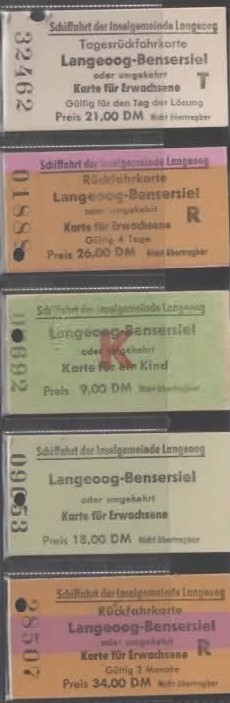 Schiffahrt der Inselgemeinde Langeoog
Tagesrückfahrkarte
Langeoog-Bensersiel
oder umgekehrt
Karte für Erwachsene T
Gültig für den Tag der Lösung
Preis 21,00 DM Nicht übertragbar
32462
Schiffahrt der Inselgemeinde Langeoog
Rückfahrkarte
Langeoog-Bensersiel
oder umgekehrt R
Karte für Erwachsene
Gültig 4 Tage
Preis 26,00 DM Nicht übertragbar
Schiffahrt der Inselgemeinde Langeoog
Langeoog-Bensersiel
oder umgekehrt K
Karte für ein Kind
Preis 9,00 DM Nicht übertragbar
Schiffahrt der Inselgemeinde Langeoog
Langeoog-Bensersiel
oder umgekehrt
Karte für Erwachsene
Preis 18,00 DM Nicht übertragbar
Schiffahrt der Inselgemeinde Langeoog
Rückfahrkarte
Langeoog-Bensersiel
oder umgekehrt R
Karte für Erwachsene
Gültig 2 Monate
Preis 34,00 DM Nicht übertragbar
28507